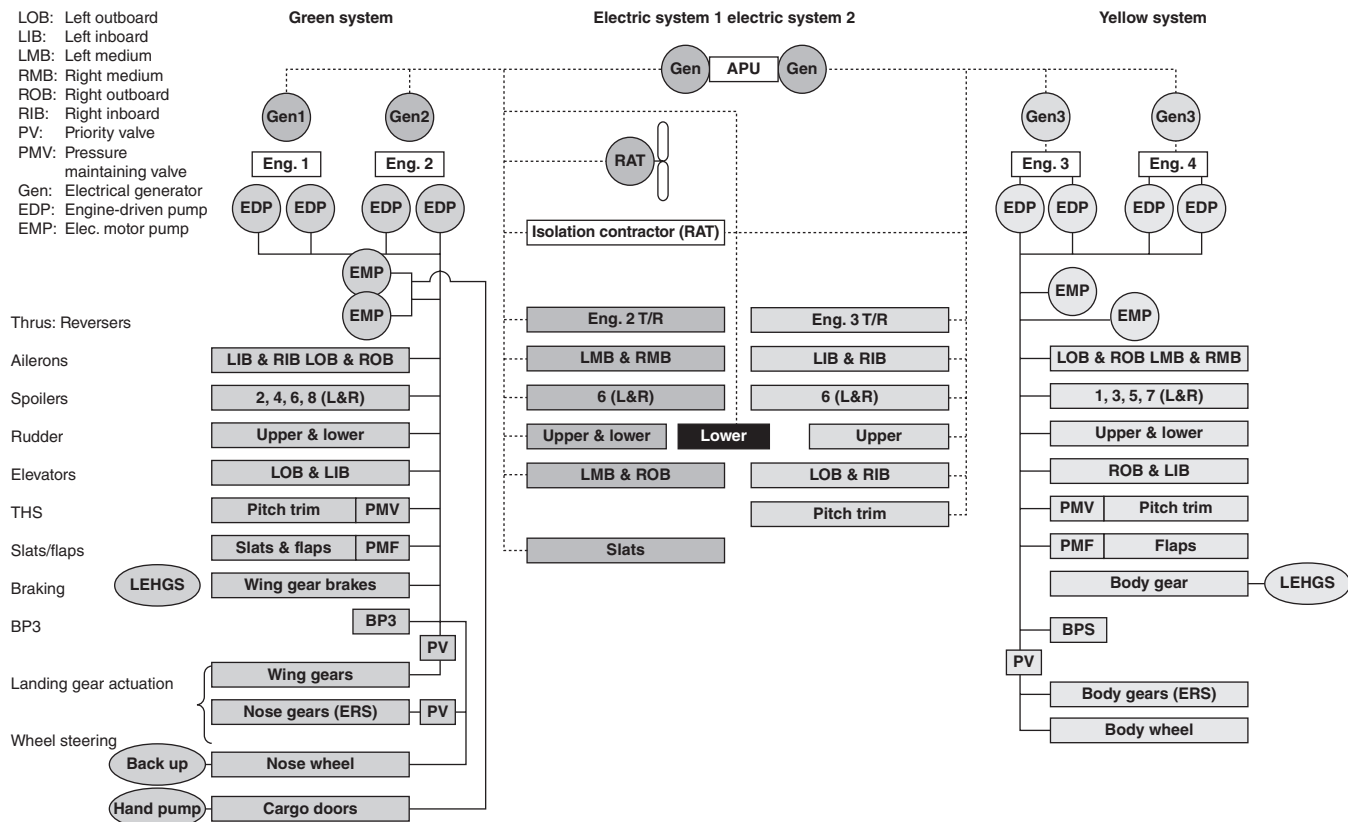 LOB: Left outboard
LIB: Left inboard
LMB: Left medium
RMB: Right medium
ROB: Right outboard
RIB: Right inboard
PV: Priority valve
PMV: Pressure
maintaining valve
Gen: Electrical generator
EDP: Engine-driven pump
EMP: Elec. motor pump
Green system
Electric system 1 electric system 2
Yellow system
Gen APU Gen
Gen1 Gen2 Gen3 Gen3
RAT
Eng. 1 Eng. 2 Eng. 3 Eng. 4
EDP EDP EDP EDP EDP EDP EDP EDP
Isolation contractor (RAT)
EMP EMP
EMP EMP
Thrus: Reversers Eng. 2 T/R Eng. 3 T/R
Ailerons LIB & RIB LOB & ROB LMB & RMB LIB & RIB LOB & ROB LMB & RMB
Spoilers 2, 4, 6, 8 (L&R) 6 (L&R) 6 (L&R) 1, 3, 5, 7 (L&R)
Rudder Upper & lower Upper & lower Lower Upper Upper & lower
Elevators LOB & LIB LMB & ROB LOB & RIB ROB & LIB
THS Pitch trim PMV Pitch trim PMV Pitch trim
Slats/flaps Slats & flaps PMF Slats PMF Flaps
Braking LEHGS Wing gear brakes Body gear LEHGS
BP3 BP3 BPS
PV PV
Landing gear actuation Wing gears Body gears (ERS)
Nose gears (ERS) PV Body wheel
Wheel steering
Back up Nose wheel
Hand pump Cargo doors